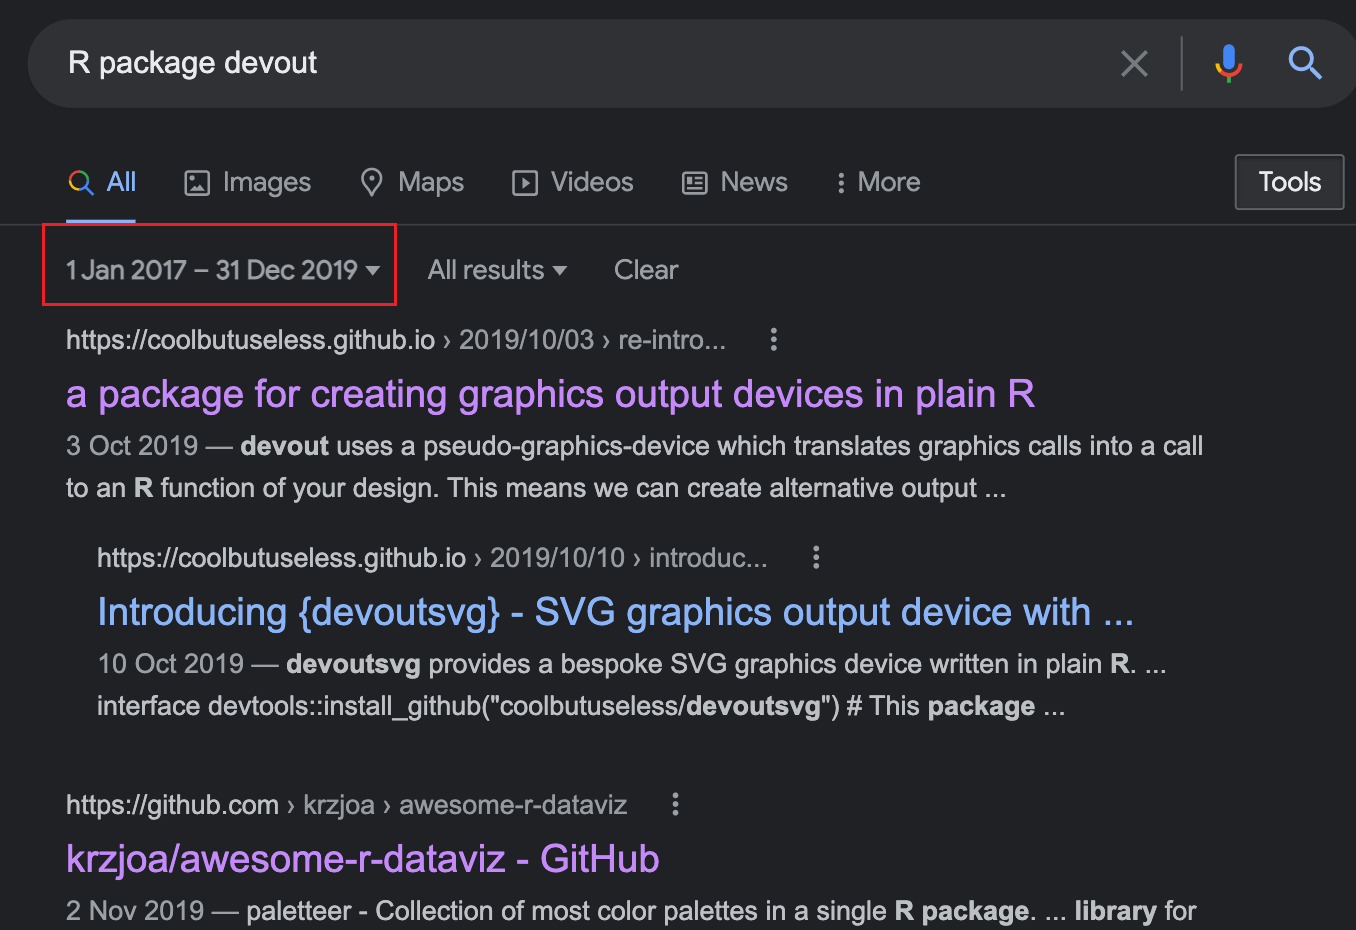 R package devout
All Images Maps Videos News More Tools
1 Jan 2017 – 31 Dec 2019 All results Clear
https://coolbutuseless.github.io › 2019/10/03 › re-intro...
a package for creating graphics output devices in plain R
3 Oct 2019 — devout uses a pseudo-graphics-device which translates graphics calls into a call
to an R function of your design. This means we can create alternative output ...
https://coolbutuseless.github.io › 2019/10/10 › introduc...
Introducing {devoutsvg} - SVG graphics output device with ...
10 Oct 2019 — devoutsvg provides a bespoke SVG graphics device written in plain R. ...
interface devtools::install_github("coolbutuseless/devoutsvg") # This package ...
https://github.com › krzjoa › awesome-r-dataviz
krzjoa/awesome-r-dataviz - GitHub
2 Nov 2019 — paletteer - Collection of most color palettes in a single R package. ... library for